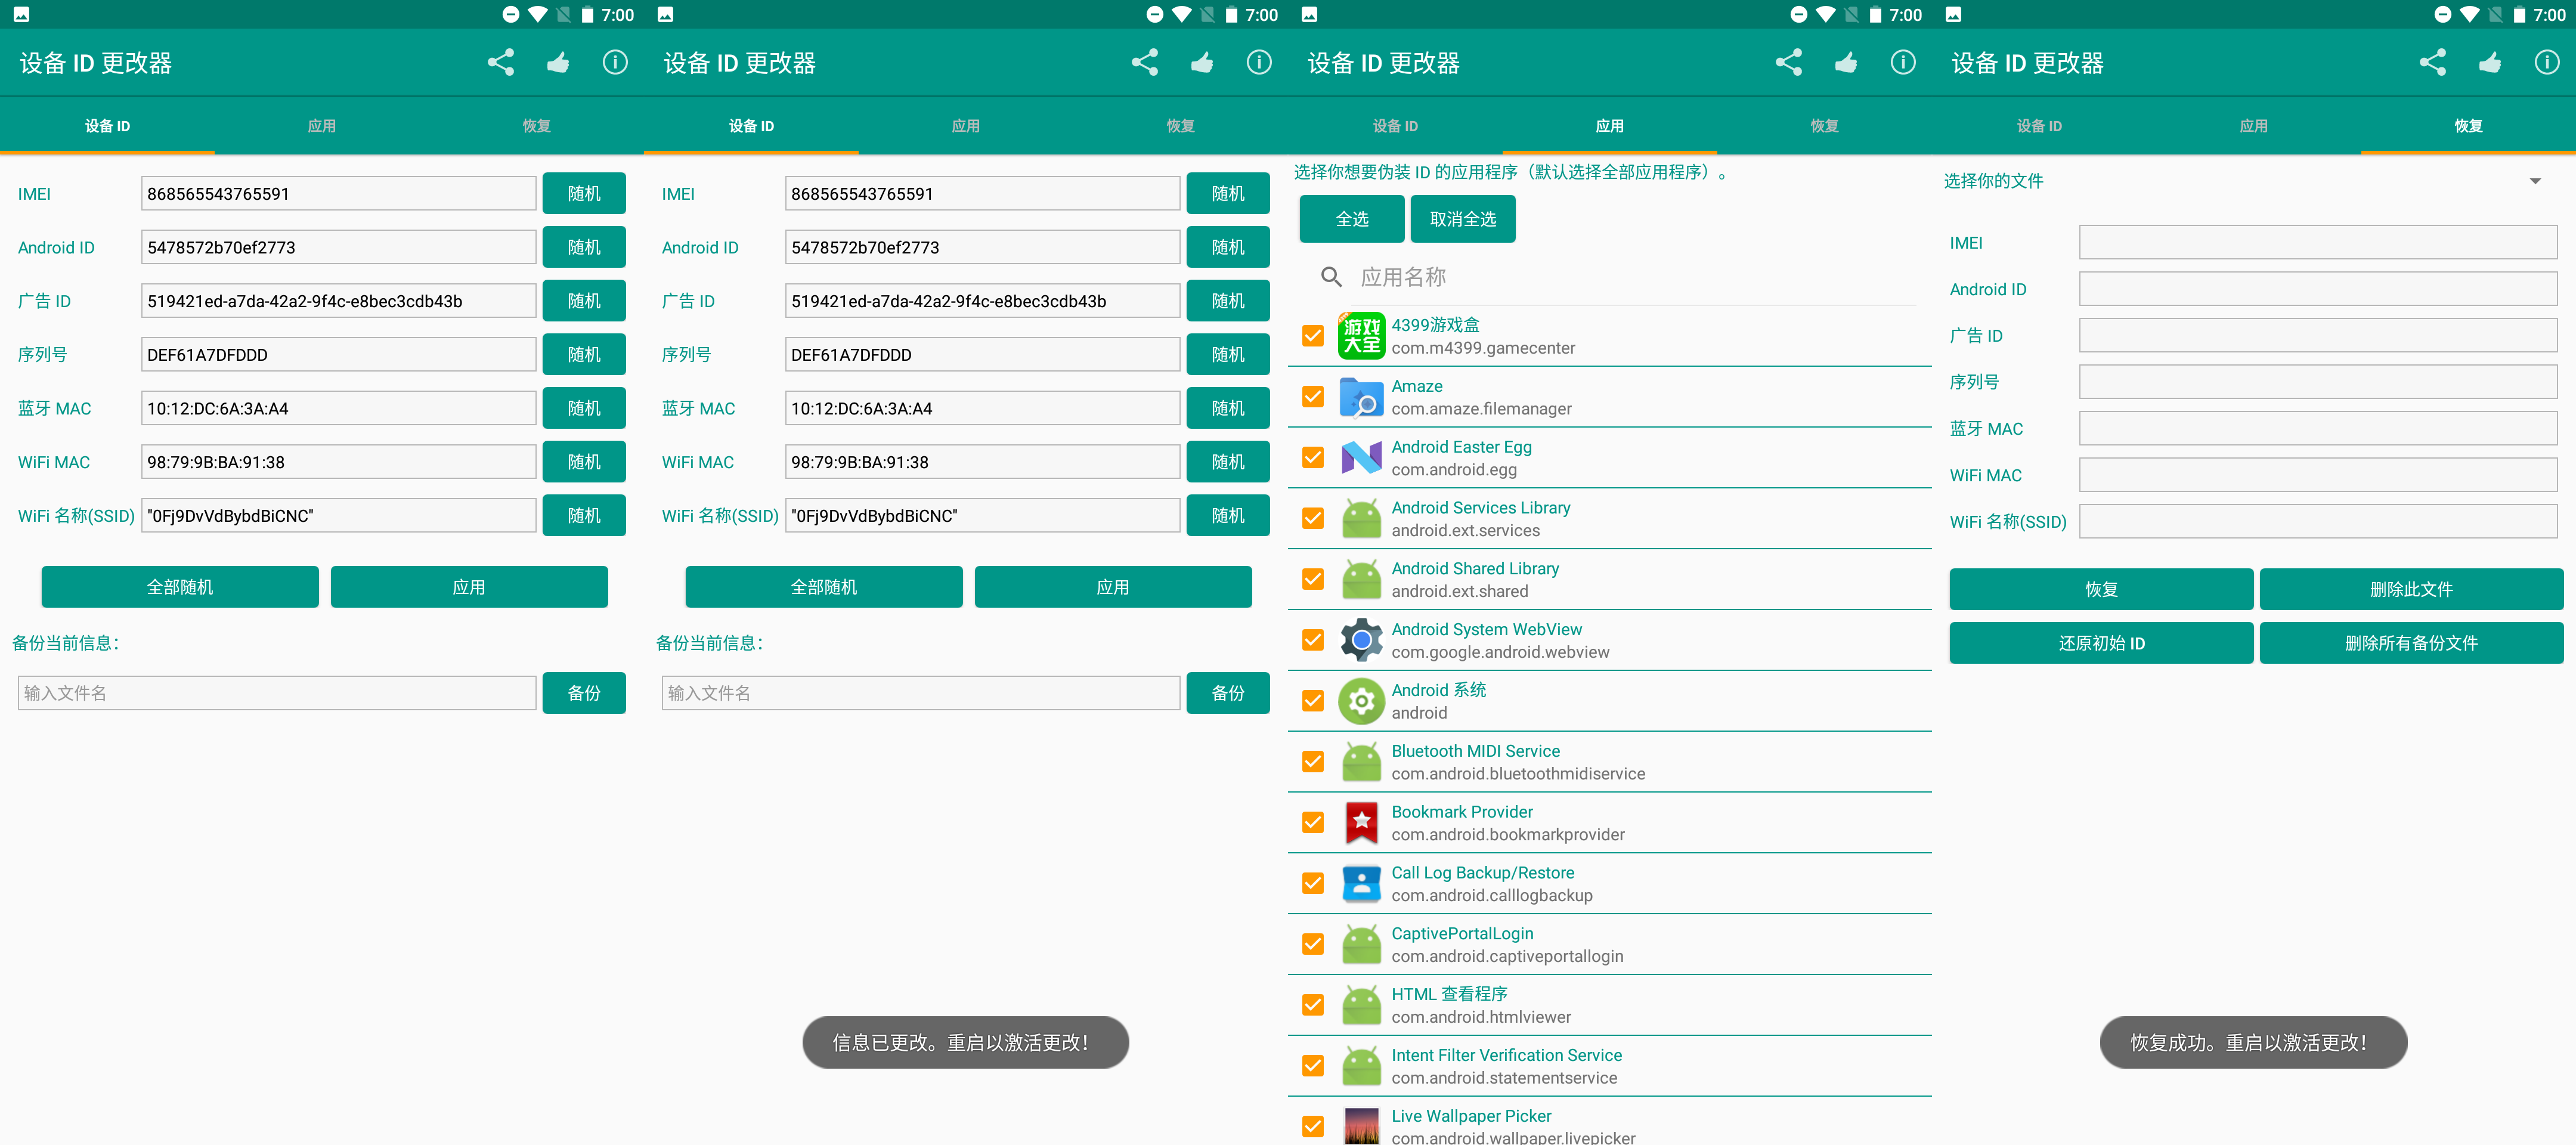 7:00
设备 ID 更改器
设备 ID 应用 恢复
IMEI 868565543765591 随机
Android ID 5478572b70ef2773 随机
广告 ID 519421ed-a7da-42a2-9f4c-e8bec3cdb43b 随机
序列号 DEF61A7DFDDD 随机
蓝牙 MAC 10:12:DC:6A:3A:A4 随机
WiFi MAC 98:79:9B:BA:91:38 随机
WiFi 名称(SSID) "0Fj9DvVdBybdBiCNC" 随机
全部随机 应用
备份当前信息：
输入文件名 备份
7:00
设备 ID 更改器
设备 ID 应用 恢复
IMEI 868565543765591 随机
Android ID 5478572b70ef2773 随机
广告 ID 519421ed-a7da-42a2-9f4c-e8bec3cdb43b 随机
序列号 DEF61A7DFDDD 随机
蓝牙 MAC 10:12:DC:6A:3A:A4 随机
WiFi MAC 98:79:9B:BA:91:38 随机
WiFi 名称(SSID) "0Fj9DvVdBybdBiCNC" 随机
全部随机 应用
备份当前信息：
输入文件名 备份
信息已更改。重启以激活更改！
7:00
设备 ID 更改器
设备 ID 应用 恢复
选择你想要伪装 ID 的应用程序（默认选择全部应用程序）。
全选 取消全选
应用名称
游戏
大全
4399游戏盒
com.m4399.gamecenter
Amaze
com.amaze.filemanager
Android Easter Egg
com.android.egg
Android Services Library
android.ext.services
Android Shared Library
android.ext.shared
Android System WebView
com.google.android.webview
Android 系统
android
Bluetooth MIDI Service
com.android.bluetoothmidiservice
Bookmark Provider
com.android.bookmarkprovider
Call Log Backup/Restore
com.android.calllogbackup
CaptivePortalLogin
com.android.captiveportallogin
HTML 查看程序
com.android.htmlviewer
Intent Filter Verification Service
com.android.statementservice
Live Wallpaper Picker
com.android.wallpaper.livepicker
7:00
设备 ID 更改器
设备 ID 应用 恢复
选择你的文件
IMEI
Android ID
广告 ID
序列号
蓝牙 MAC
WiFi MAC
WiFi 名称(SSID)
恢复 删除此文件
还原初始 ID 删除所有备份文件
恢复成功。重启以激活更改！